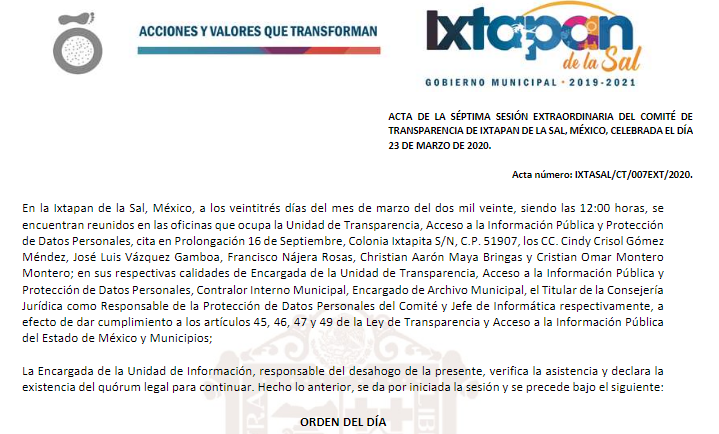 ACCIONES Y VALORES QUE TRANSFORMAN
Ixtapan
de la Sal
GOBIERNO MUNICIPAL • 2019-2021
ACTA DE LA SÉPTIMA SESIÓN EXTRAORDINARIA DEL COMITÉ DE
TRANSPARENCIA DE IXTAPAN DE LA SAL, MÉXICO, CELEBRADA EL DÍA
23 DE MARZO DE 2020.
Acta número: IXTASAL/CT/007EXT/2020.
En la Ixtapan de la Sal, México, a los veintitrés días del mes de marzo del dos mil veinte, siendo las 12:00 horas, se
encuentran reunidos en las oficinas que ocupa la Unidad de Transparencia, Acceso a la Información Pública y Protección
de Datos Personales, cita en Prolongación 16 de Septiembre, Colonia Ixtapita S/N, C.P. 51907, los CC. Cindy Crisol Gómez
Méndez, José Luis Vázquez Gamboa, Francisco Nájera Rosas, Christian Aarón Maya Bringas y Cristian Omar Montero
Montero; en sus respectivas calidades de Encargada de la Unidad de Transparencia, Acceso a la Información Pública y
Protección de Datos Personales, Contralor Interno Municipal, Encargado de Archivo Municipal, el Titular de la Consejería
Jurídica como Responsable de la Protección de Datos Personales del Comité y Jefe de Informática respectivamente, a
efecto de dar cumplimiento a los artículos 45, 46, 47 y 49 de la Ley de Transparencia y Acceso a la Información Pública
del Estado de México y Municipios;
La Encargada de la Unidad de Información, responsable del desahogo de la presente, verifica la asistencia y declara la
existencia del quórum legal para continuar. Hecho lo anterior, se da por iniciada la sesión y se precede bajo el siguiente:
ORDEN DEL DÍA